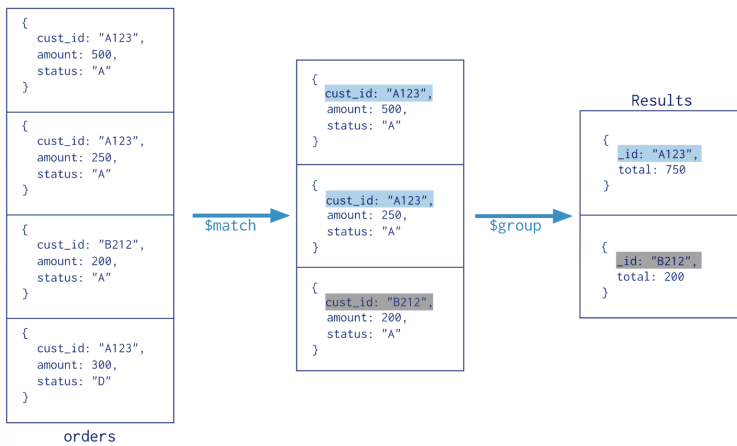 {
cust_id: "A123",
amount: 500,
status: "A"
}
{
cust_id: "A123",
amount: 250,
status: "A"
}
{
cust_id: "B212",
amount: 200,
status: "A"
}
{
cust_id: "A123",
amount: 300,
status: "D"
}
orders
$match
{
cust_id: "A123",
amount: 500,
status: "A"
}
{
cust_id: "A123",
amount: 250,
status: "A"
}
{
cust_id: "B212",
amount: 200,
status: "A"
}
$group
Results
{
_id: "A123",
total: 750
}
{
_id: "B212",
total: 200
}